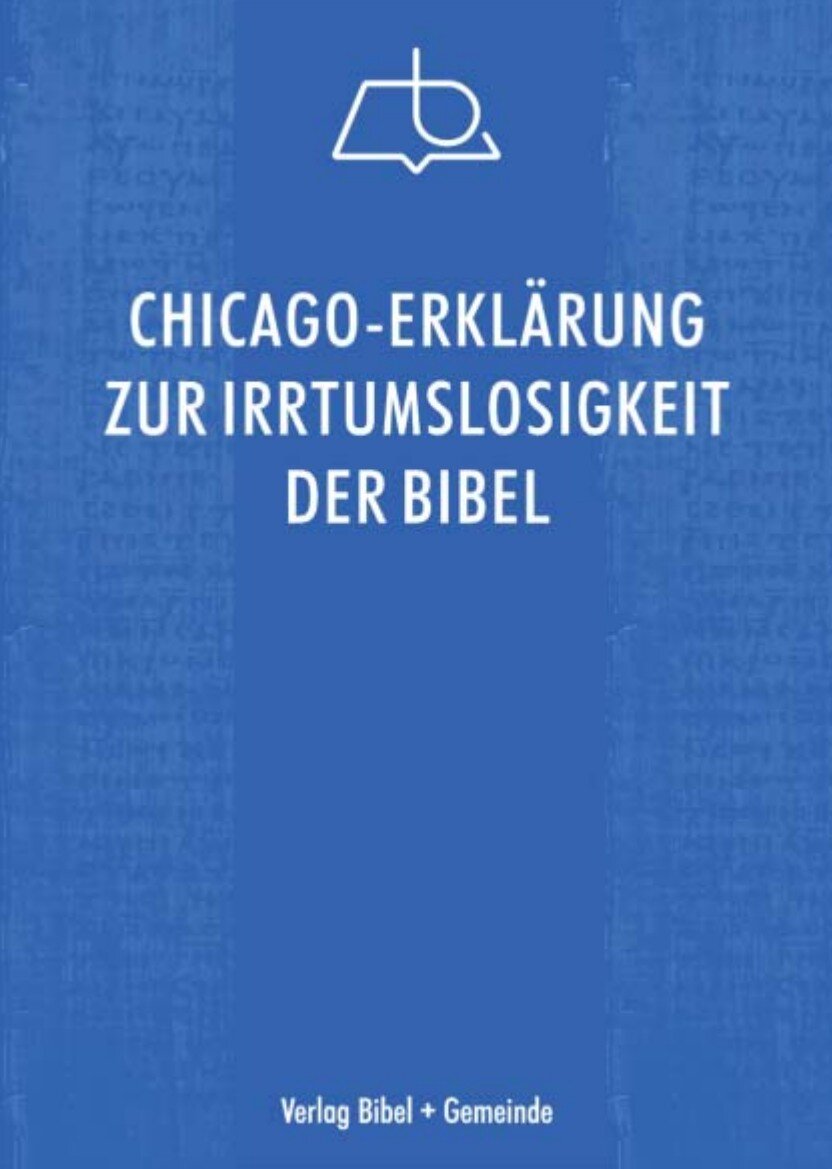 CHICAGO-ERKLÄRUNG
ZUR IRRTUMSLOSIGKEIT
DER BIBEL
Verlag Bibel + Gemeinde